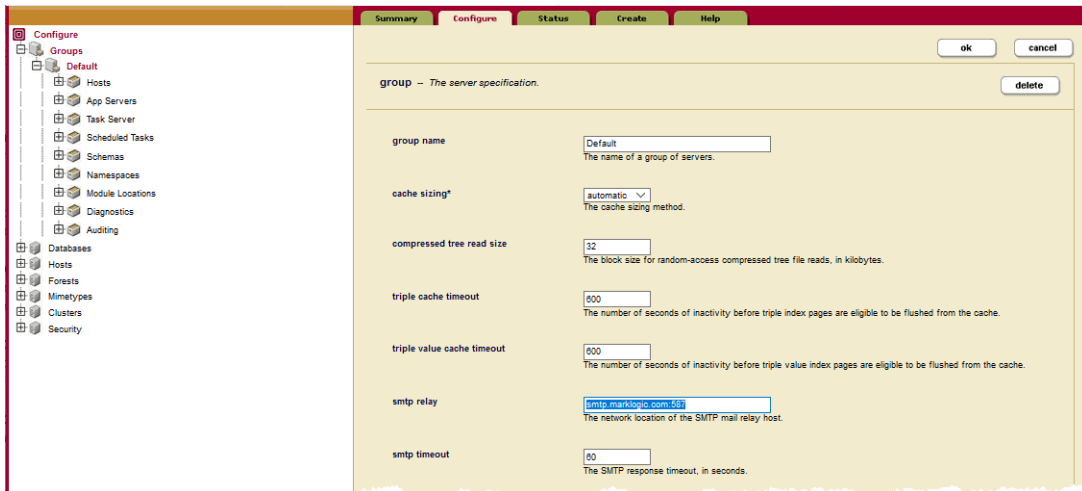 Summary Configure Status Create Help
Configure
Groups
Default
Hosts
App Servers
Task Server
Scheduled Tasks
Schemas
Namespaces
Module Locations
Diagnostics
Auditing
Databases
Hosts
Forests
Mimetypes
Clusters
Security
ok cancel
group -- The server specification.
delete
group name Default
The name of a group of servers.
cache sizing* automatic
The cache sizing method.
compressed tree read size 32
The block size for random-access compressed tree file reads, in kilobytes.
triple cache timeout 600
The number of seconds of inactivity before triple index pages are eligible to be flushed from the cache.
triple value cache timeout 600
The number of seconds of inactivity before triple value index pages are eligible to be flushed from the cache.
smtp relay smtp.marklogic.com:587
The network location of the SMTP mail relay host.
smtp timeout 60
The SMTP response timeout, in seconds.